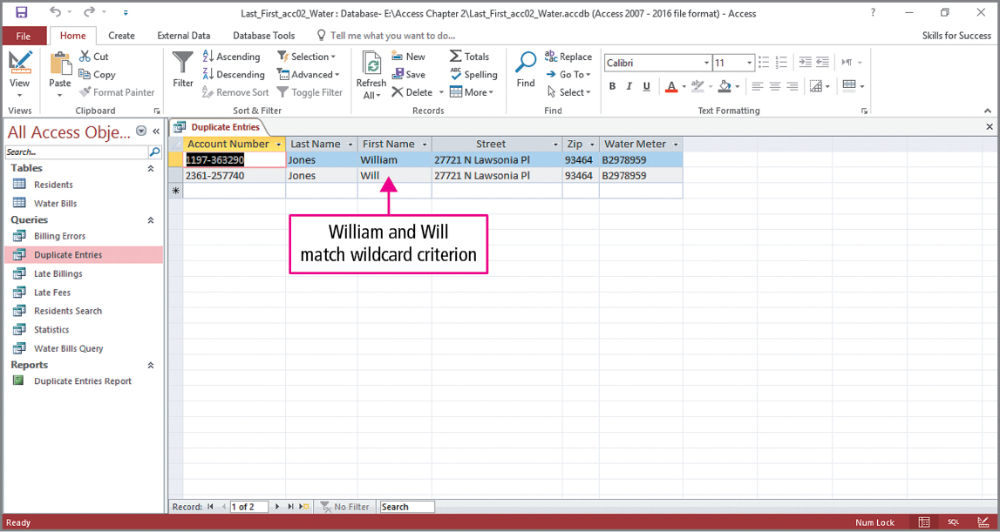 Last_First_acc02_Water : Database- E:\Access Chapter 2\Last_First_acc02_Water.accdb (Access 2007 - 2016 file format) - Access
?
File Home Create External Data Database Tools Tell me what you want to do... Skills for Success
View
Views
Paste
Cut
Copy
Format Painter
Clipboard
Filter
Ascending
Descending
Remove Sort
Selection
Advanced
Toggle Filter
Sort & Filter
Refresh
All
New
Save
Delete
Totals
Spelling
More
Records
Find
Replace
Go To
Select
Find
Calibri 11
B I U A
Text Formatting
All Access Obje...
Search...
Tables
Residents
Water Bills
Queries
Billing Errors
Duplicate Entries
Late Billings
Late Fees
Residents Search
Statistics
Water Bills Query
Reports
Duplicate Entries Report
Duplicate Entries
Account Number Last Name First Name Street Zip Water Meter
1197-363290 Jones William 27721 N Lawsonia Pl 93464 B2978959
2361-257740 Jones Will 27721 N Lawsonia Pl 93464 B2978959
William and Will
match wildcard criterion
Record: 1 of 2 No Filter Search
Ready Num Lock SQL